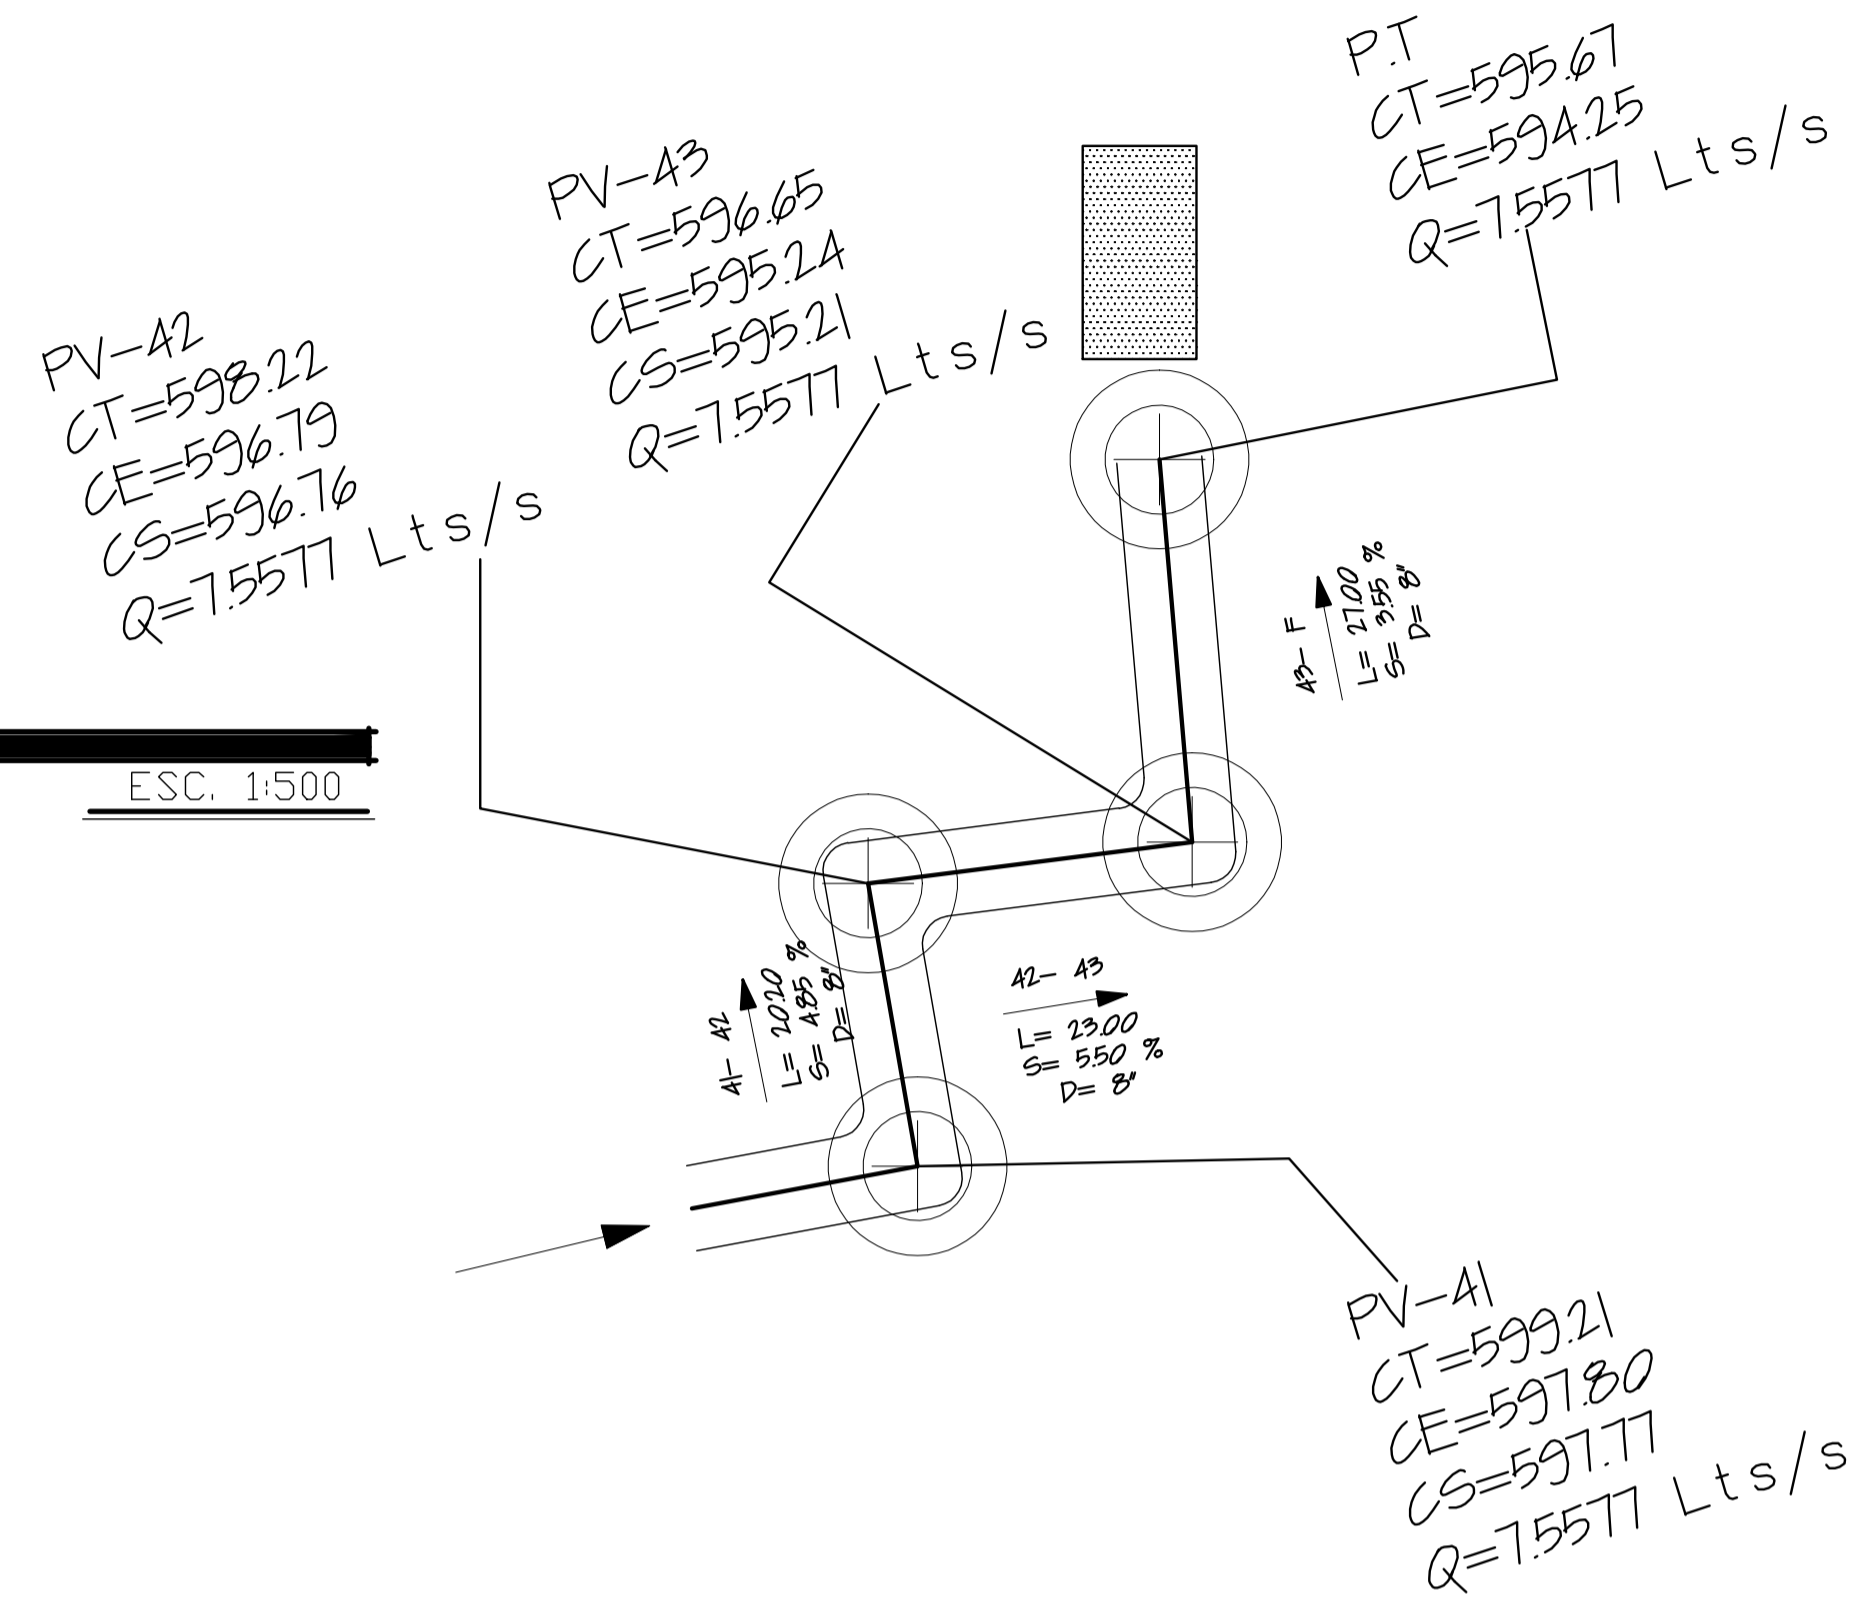 P.T
CT=595.67
CE=594.25
Q=7.5577 Lts/s
PV-43
CT=596.65
CE=595.24
CS=595.21
Q=7.5577 Lts/s
PV-42
CT=598.22
CE=596.79
CS=596.76
Q=7.5577 Lts/s
43- F
L= 27.00
S= 3.55 %
D= 8"
ESC. 1:500
41- 42
L= 20.20
S= 4.85 %
D= 8"
42- 43
L= 23.00
S= 5.50 %
D= 8"
PV-41
CT=599.21
CE=597.80
CS=597.77
Q=7.5577 Lts/s